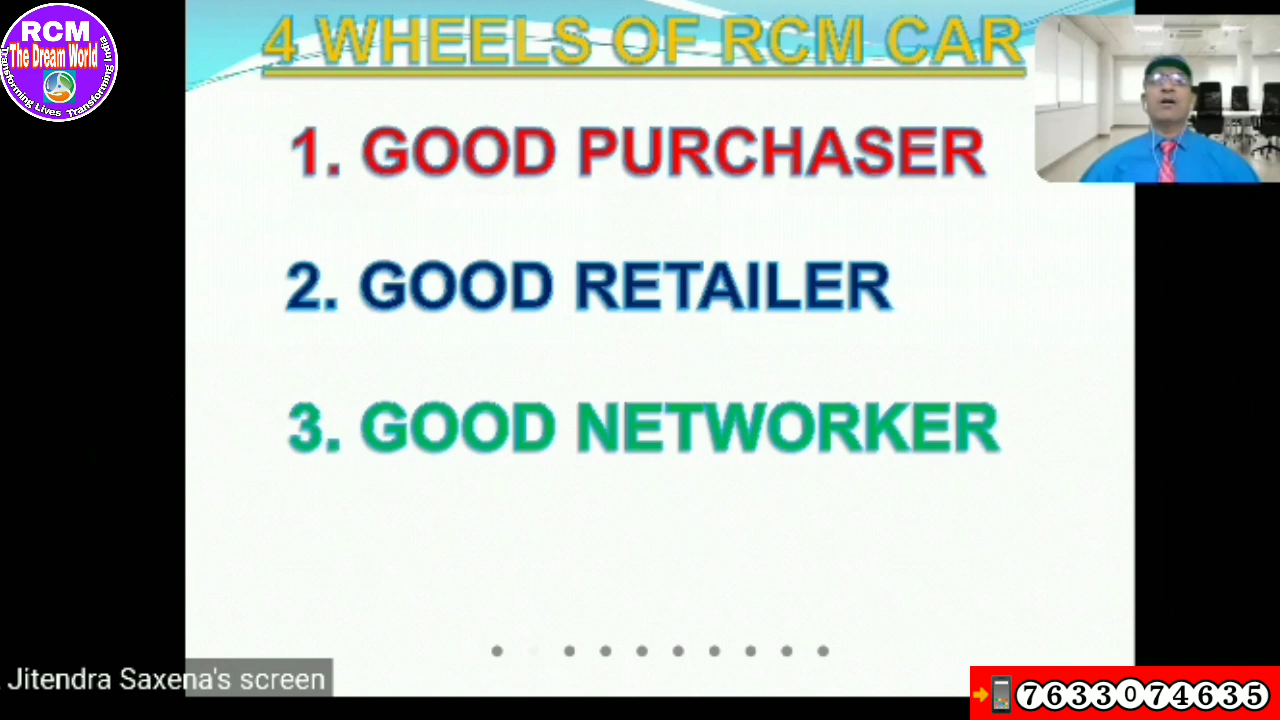 RCM
The Dream World
Transforming Lives Transforming India
4 WHEELS OF RCM CAR
1. GOOD PURCHASER
2. GOOD RETAILER
3. GOOD NETWORKER
Jitendra Saxena's screen
7633074635